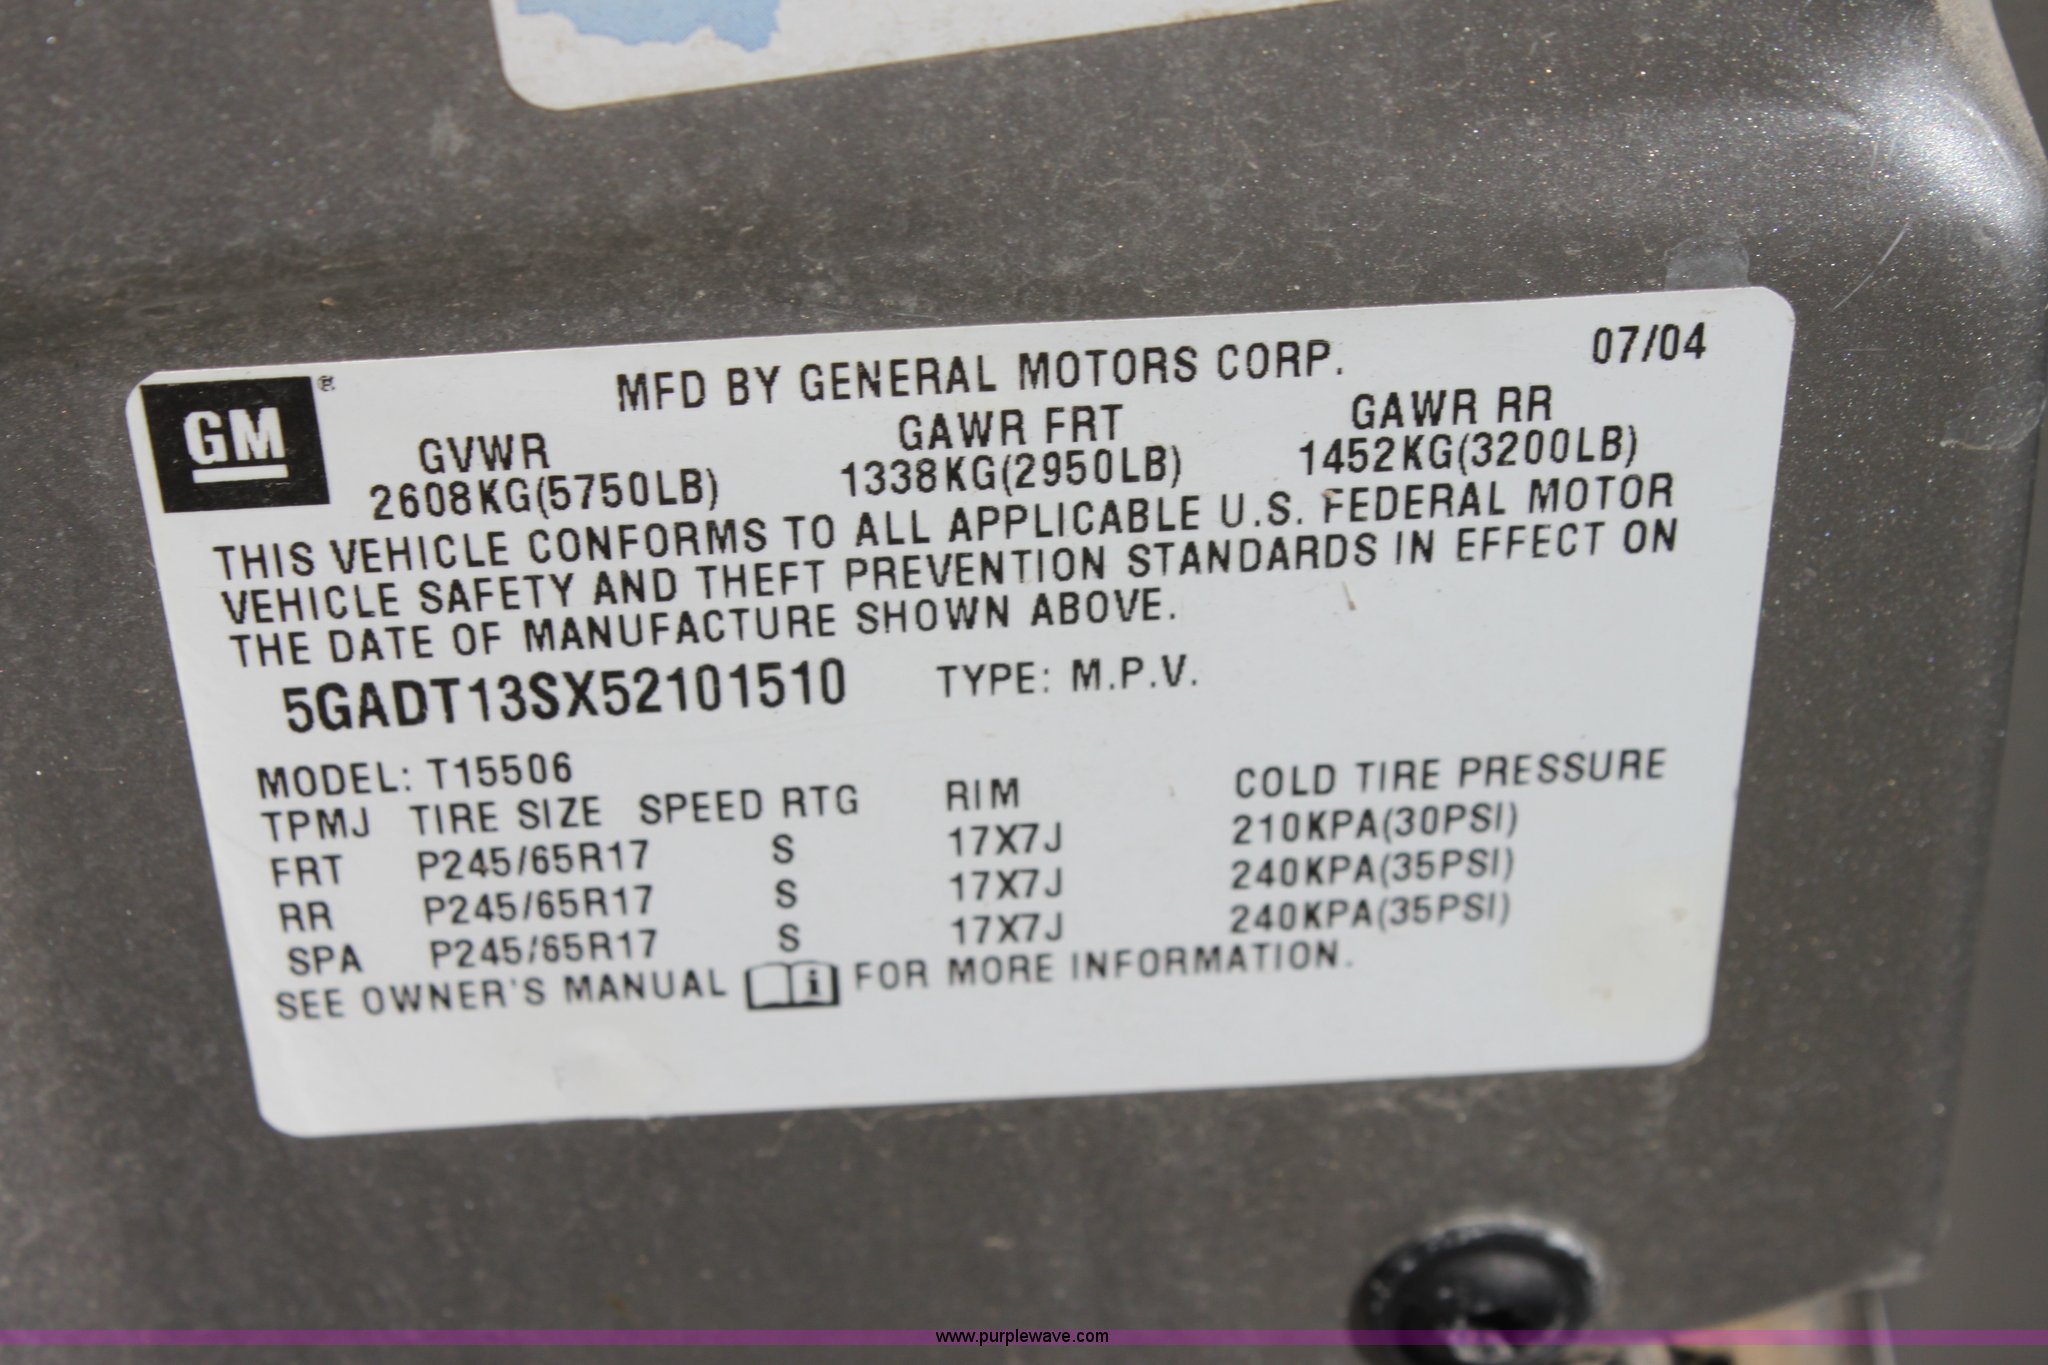 GM ®
MFD BY GENERAL MOTORS CORP. 07/04
GVWR GAWR FRT GAWR RR
2608KG(5750LB) 1338KG(2950LB) 1452KG(3200LB)
THIS VEHICLE CONFORMS TO ALL APPLICABLE U.S. FEDERAL MOTOR
VEHICLE SAFETY AND THEFT PREVENTION STANDARDS IN EFFECT ON
THE DATE OF MANUFACTURE SHOWN ABOVE.
5GADT13SX52101510 TYPE: M.P.V.
MODEL: T15506
TPMJ TIRE SIZE SPEED RTG RIM COLD TIRE PRESSURE
FRT P245/65R17 S 17X7J 210KPA(30PSI)
RR P245/65R17 S 17X7J 240KPA(35PSI)
SPA P245/65R17 S 17X7J 240KPA(35PSI)
SEE OWNER'S MANUAL i FOR MORE INFORMATION.
www.purplewave.com